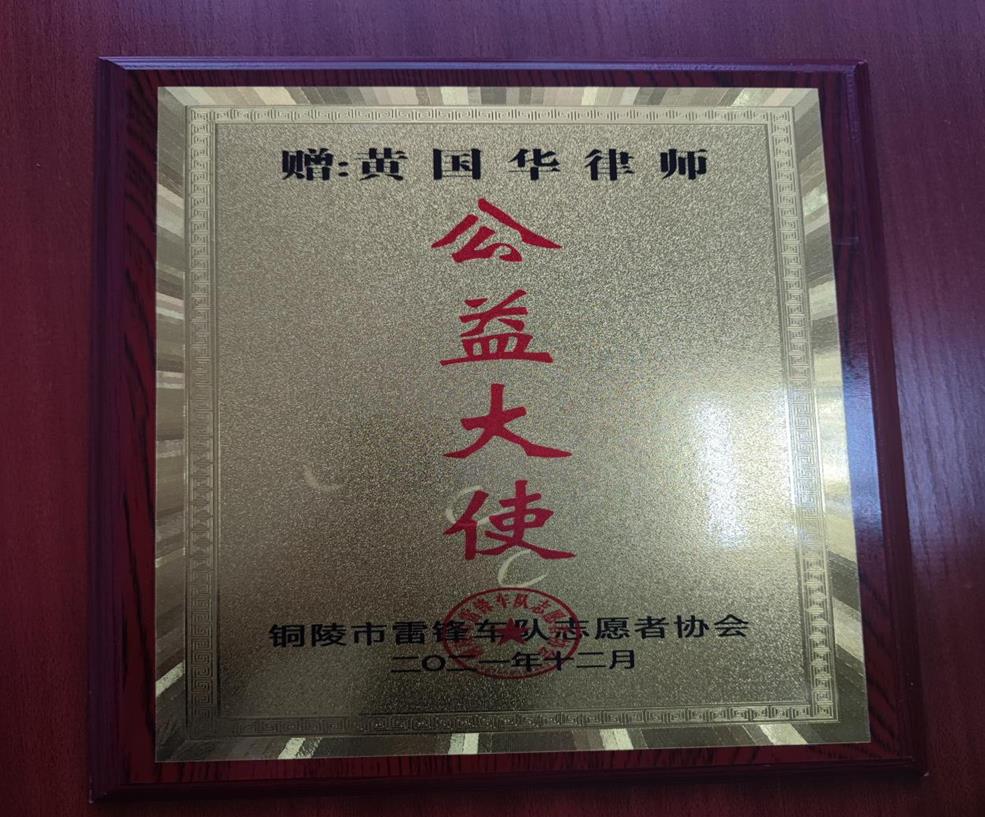 赠:黄国华律师
公
益
大
使
铜陵市雷锋车队志愿者协会
二〇二一年十二月